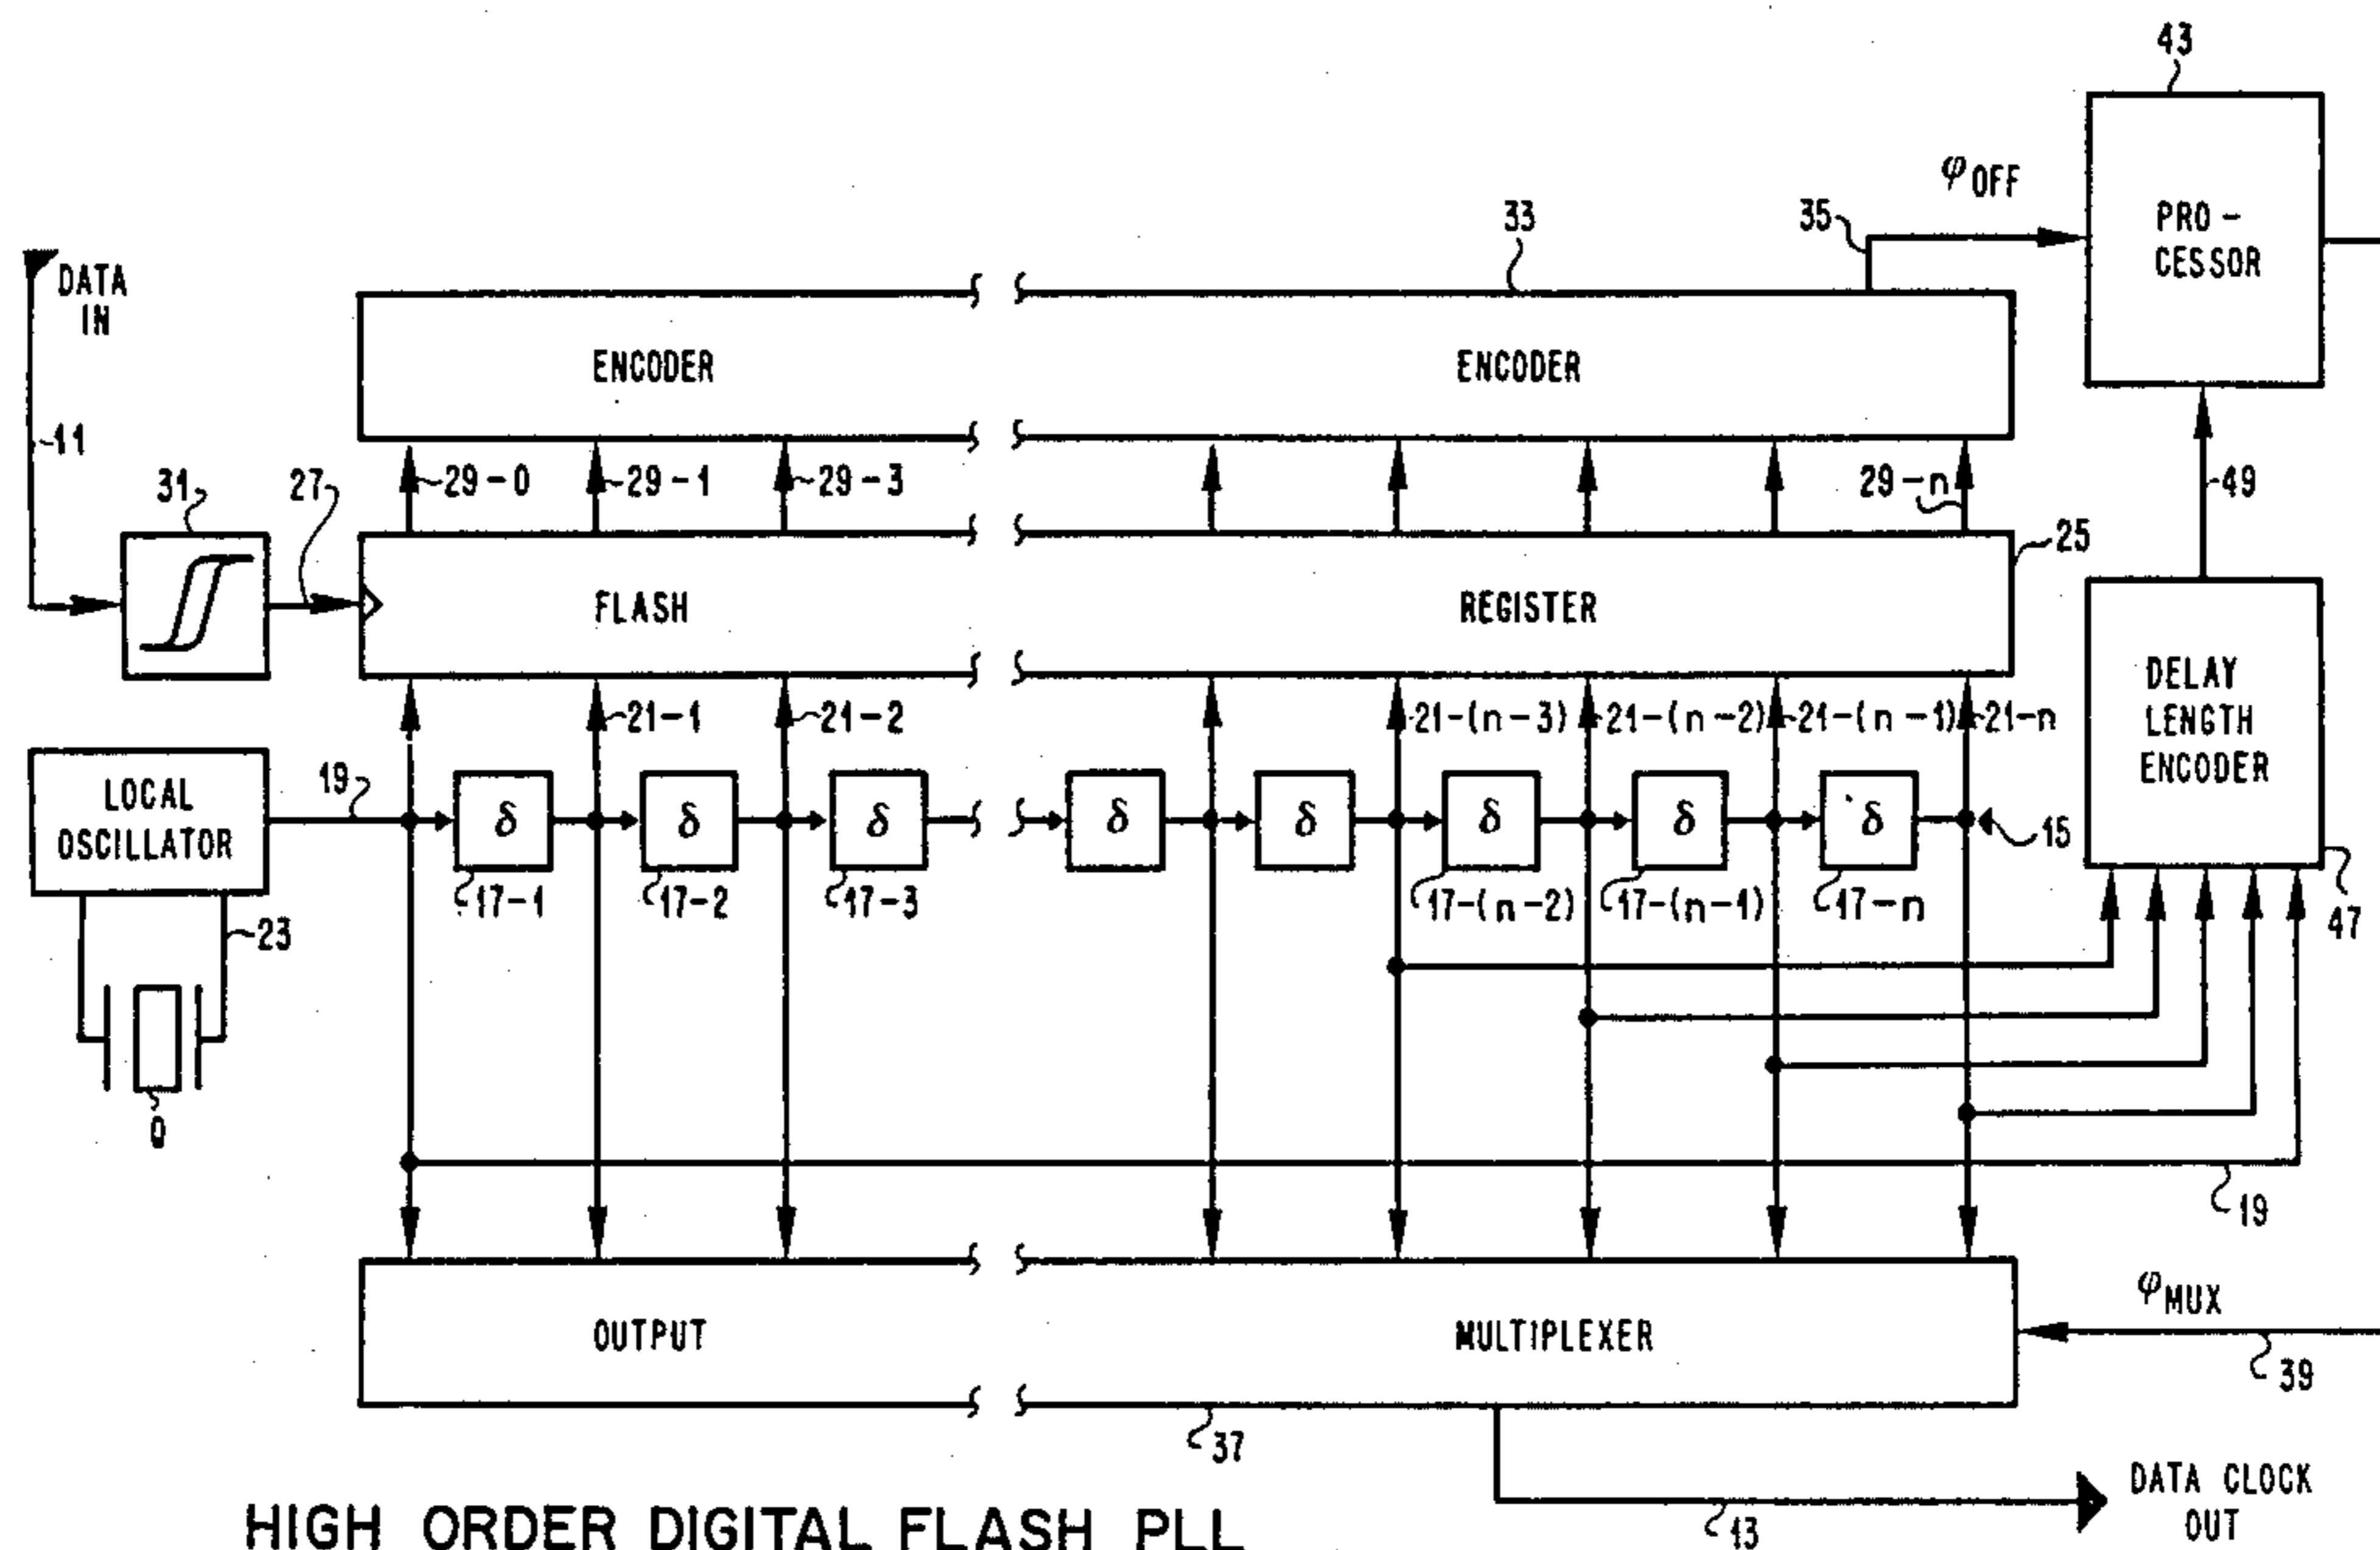 43
φOFF
35
33
PRO-
CESSOR
DATA
IN
ENCODER
ENCODER
11
31
27
29-0
29-1
29-3
29-n
49
25
FLASH
REGISTER
DELAY
LENGTH
ENCODER
21-1
21-2
21-(n-3)
21-(n-2)
21-(n-1)
21-n
LOCAL
OSCILLATOR
19
δ
δ
δ
δ
δ
δ
δ
δ
15
17-1
17-2
17-3
17-(n-2)
17-(n-1)
17-n
47
23
Q
19
φMUX
OUTPUT
MULTIPLEXER
39
37
DATA CLOCK
OUT
13
HIGH ORDER DIGITAL FLASH PLL